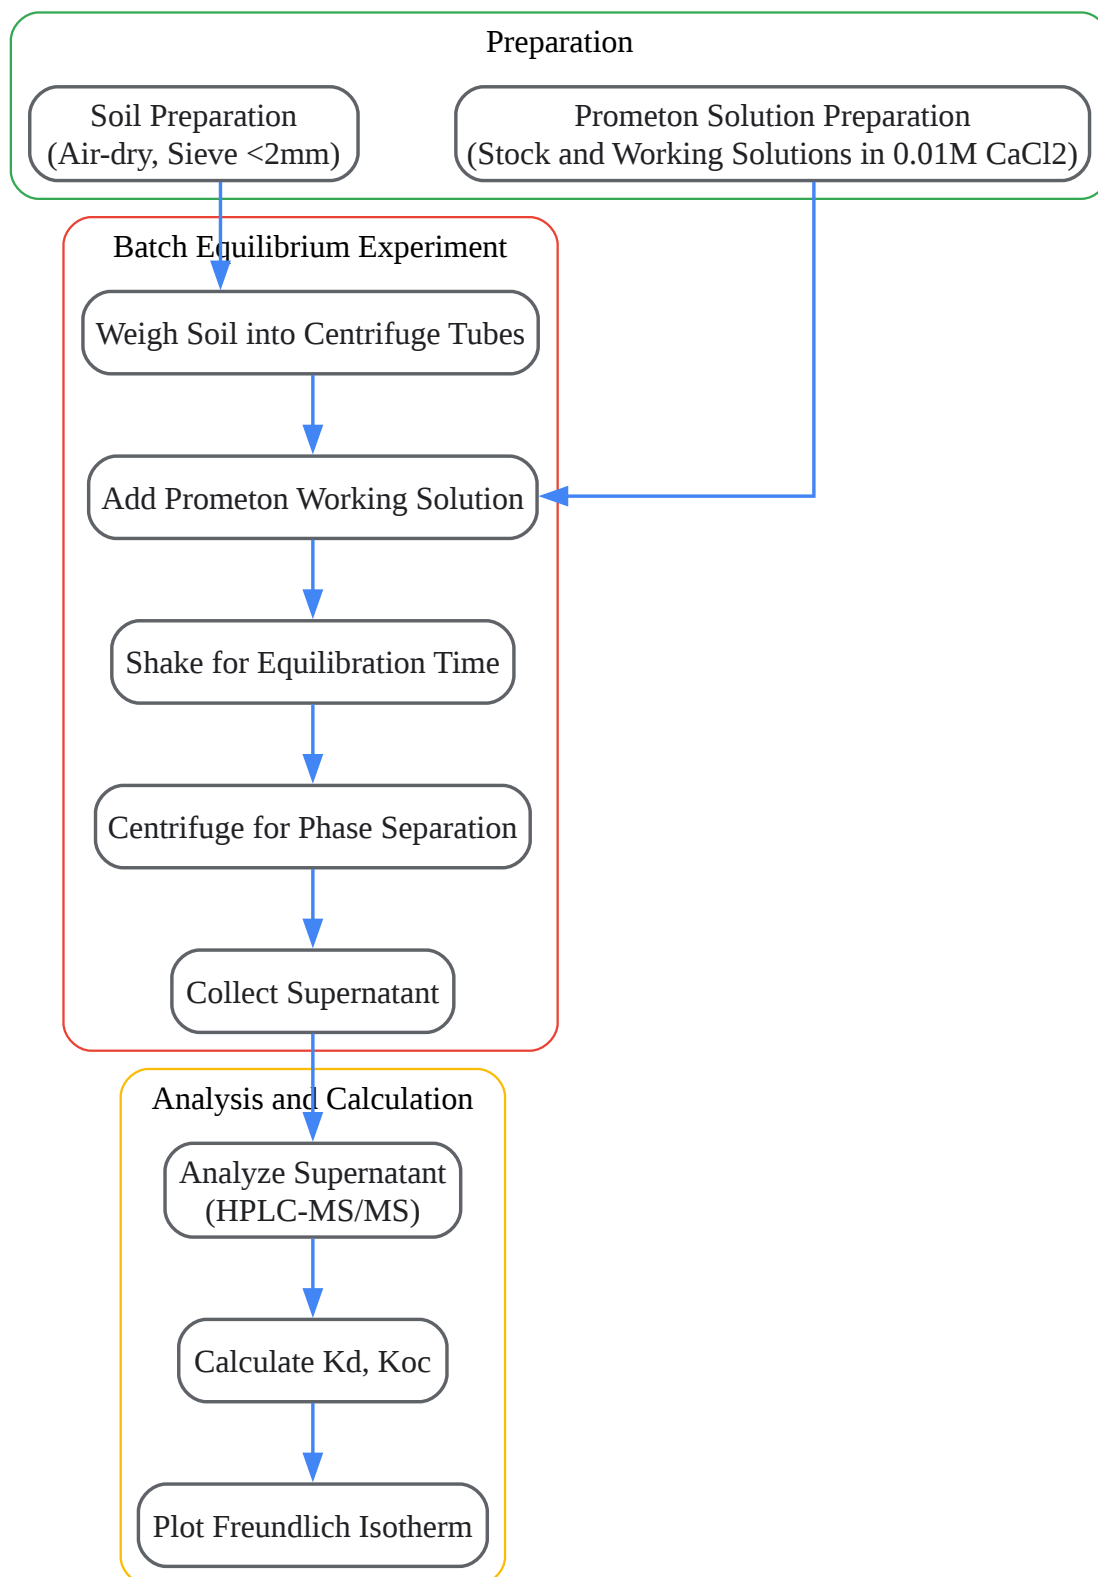 Preparation
Soil Preparation
(Air-dry, Sieve <2mm)
Prometon Solution Preparation
(Stock and Working Solutions in 0.01M CaCl2)
Batch Equilibrium Experiment
Weigh Soil into Centrifuge Tubes
Add Prometon Working Solution
Shake for Equilibration Time
Centrifuge for Phase Separation
Collect Supernatant
Analysis and Calculation
Analyze Supernatant
(HPLC-MS/MS)
Calculate Kd, Koc
Plot Freundlich Isotherm